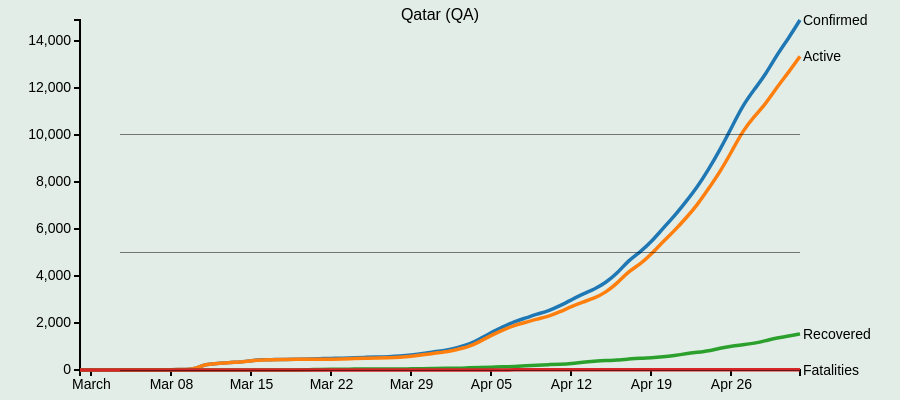 Qatar (QA)
14,000
12,000
10,000
8,000
6,000
4,000
2,000
0
March Mar 08 Mar 15 Mar 22 Mar 29 Apr 05 Apr 12 Apr 19 Apr 26
Confirmed
Active
Recovered
Fatalities